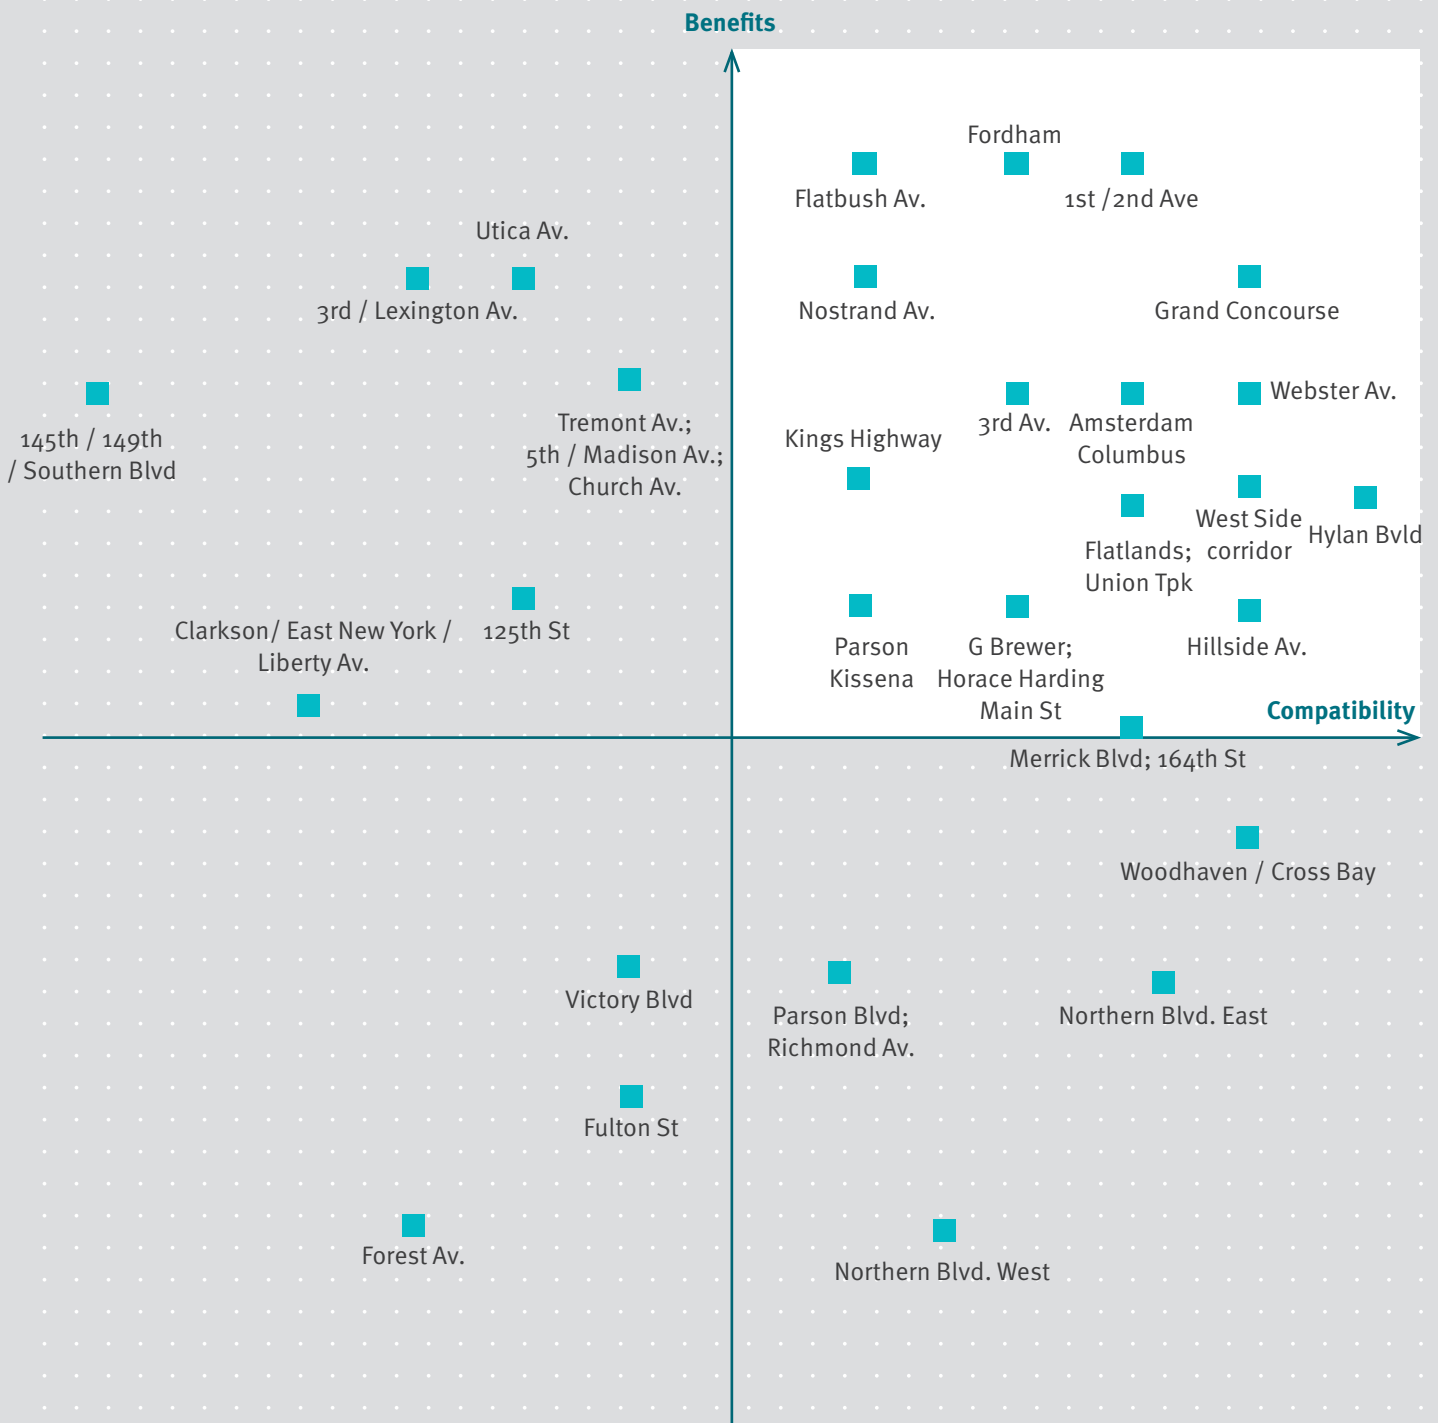 Benefits
Fordham
Flatbush Av.
1st /2nd Ave
Utica Av.
3rd / Lexington Av.
Nostrand Av.
Grand Concourse
Webster Av.
145th / 149th
/ Southern Blvd
Tremont Av.;
5th / Madison Av.;
Church Av.
Kings Highway
3rd Av.
Amsterdam
Columbus
West Side
corridor
Hylan Bvld
Flatlands;
Union Tpk
Clarkson/ East New York /
Liberty Av.
125th St
Parson
Kissena
G Brewer;
Horace Harding
Main St
Hillside Av.
Compatibility
Merrick Blvd; 164th St
Woodhaven / Cross Bay
Victory Blvd
Parson Blvd;
Richmond Av.
Northern Blvd. East
Fulton St
Forest Av.
Northern Blvd. West